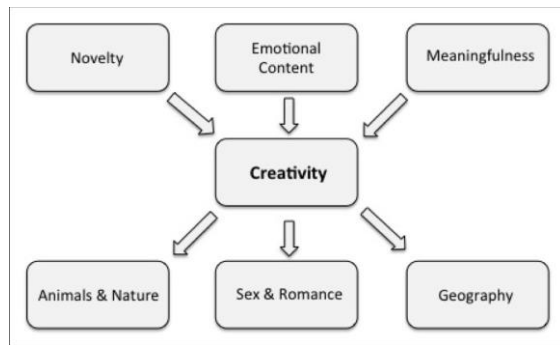 Novelty
Emotional
Content
Meaningfulness
Creativity
Animals & Nature
Sex & Romance
Geography